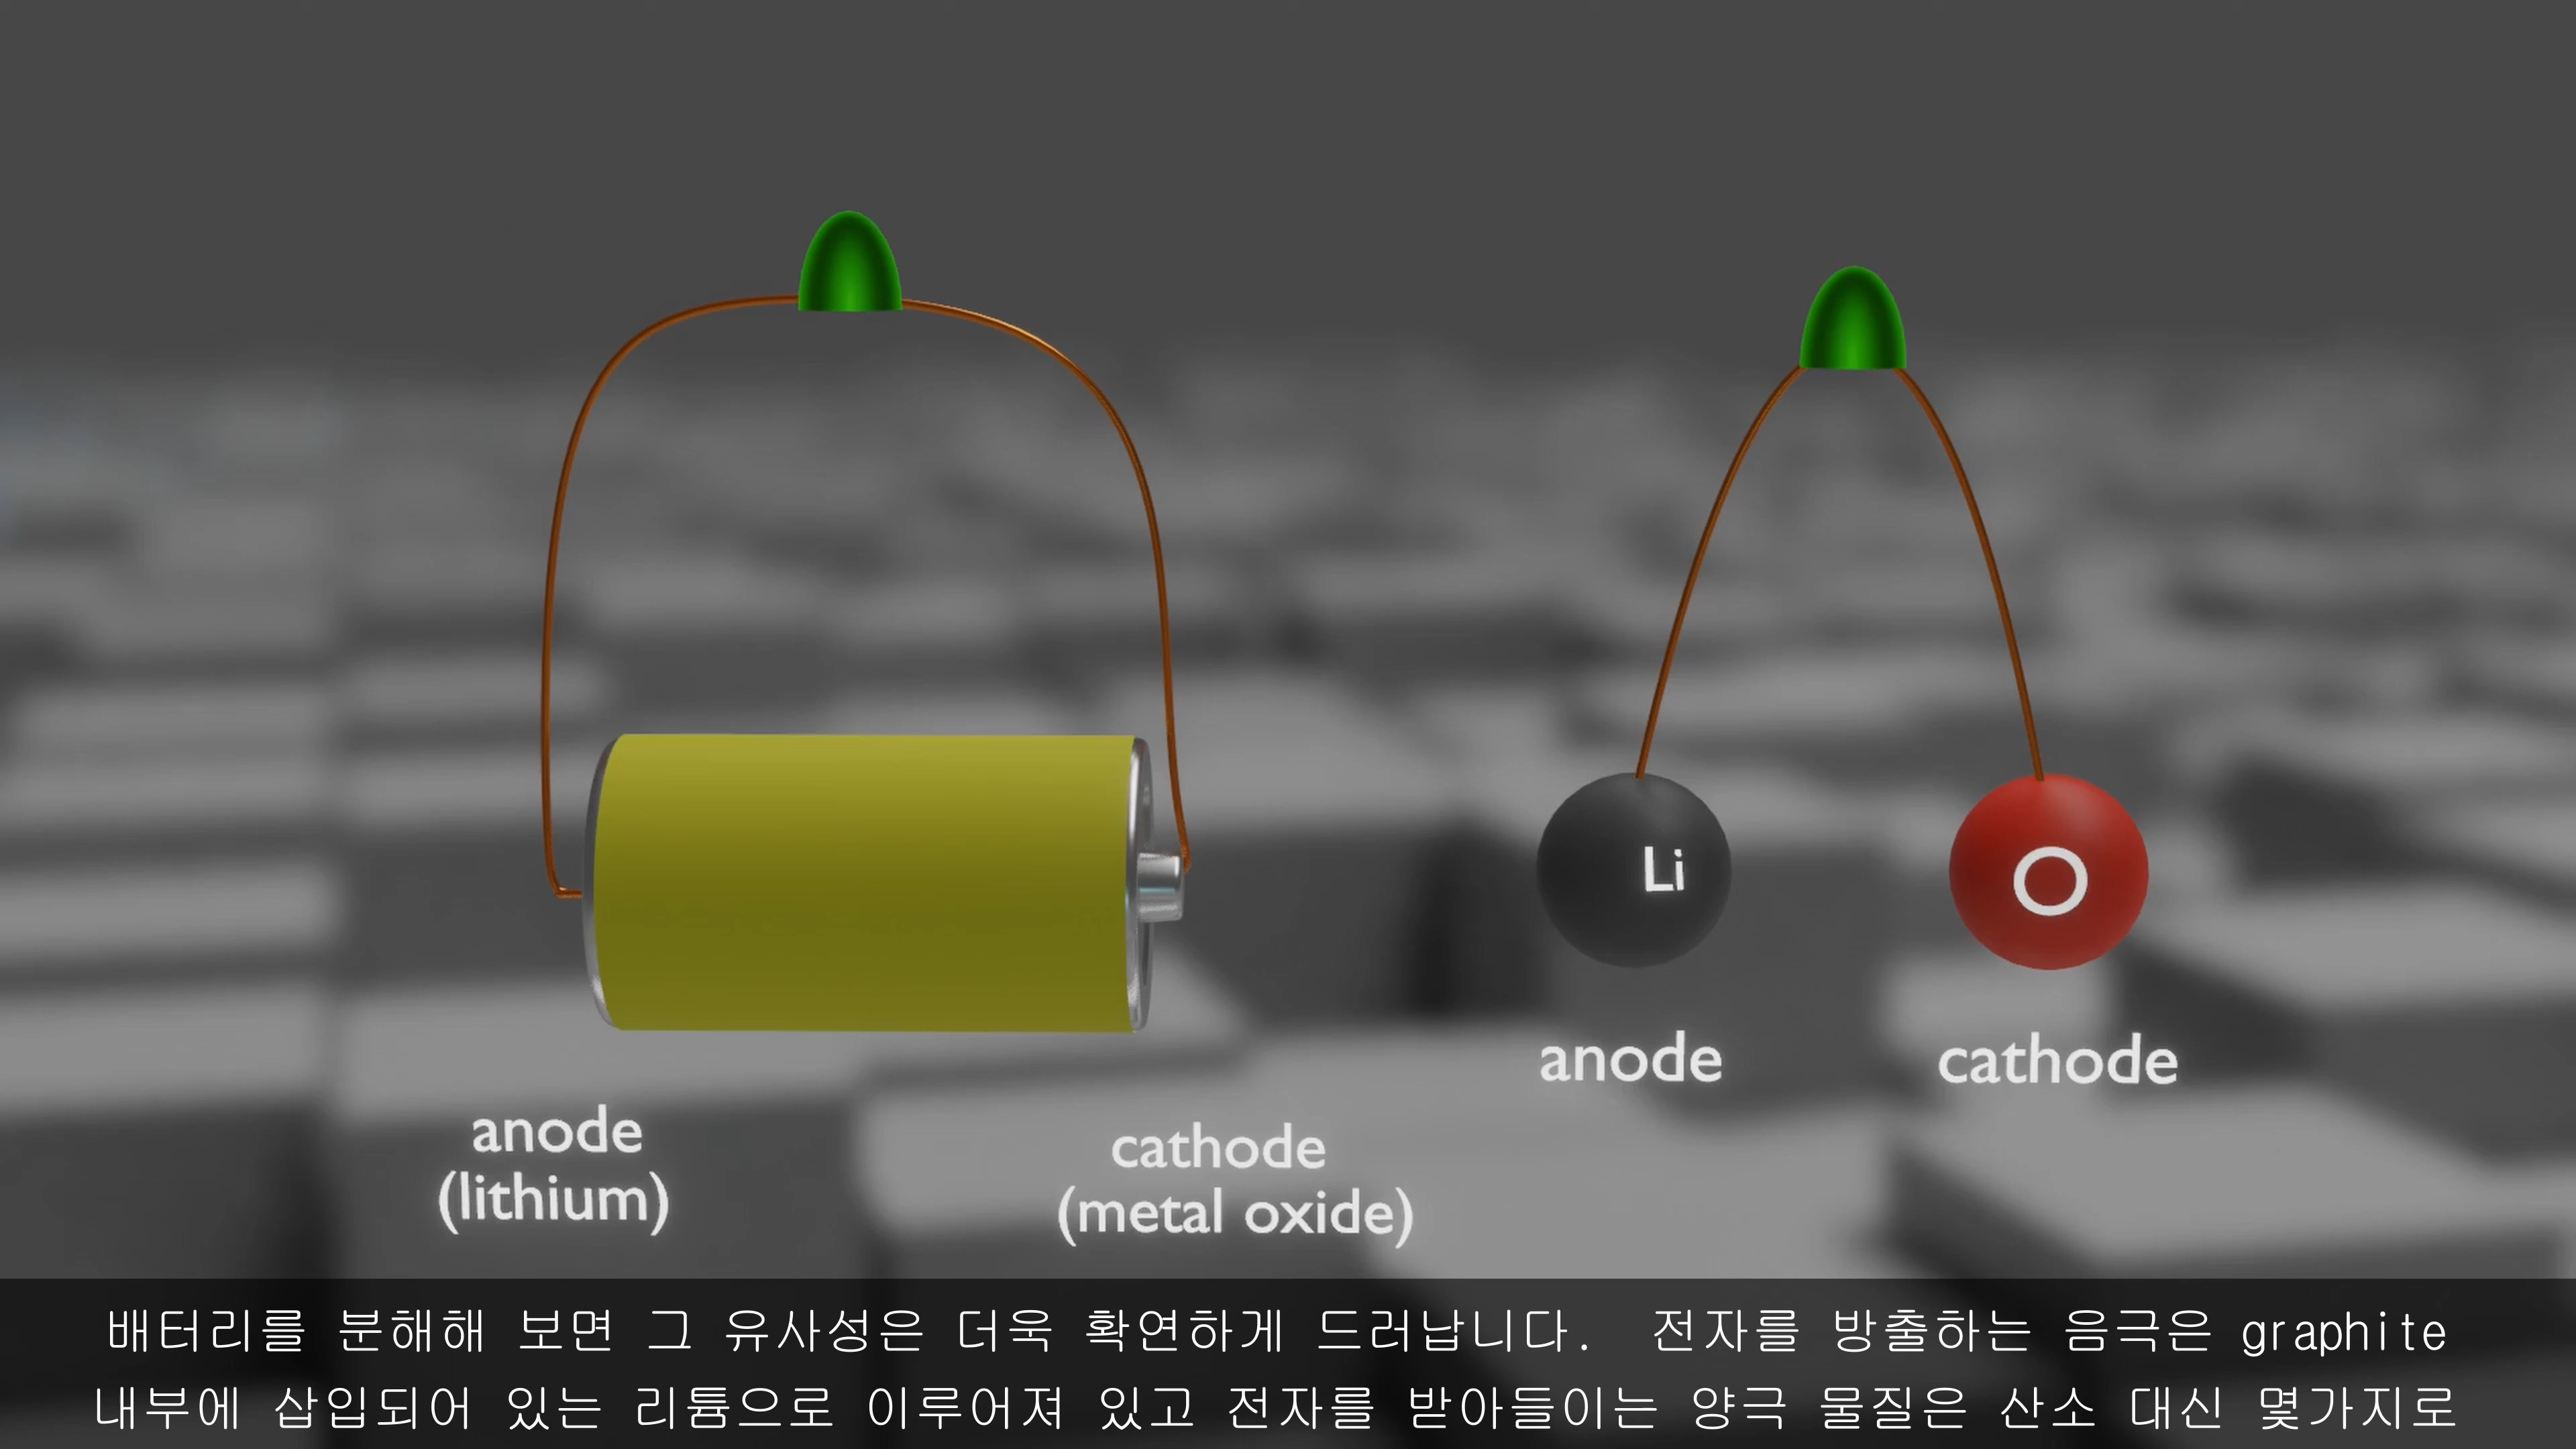 Li
O
anode
cathode
anode
(lithium)
cathode
(metal oxide)
배터리를 분해해 보면 그 유사성은 더욱 확연하게 드러납니다. 전자를 방출하는 음극은 graphite
내부에 삽입되어 있는 리튬으로 이루어져 있고 전자를 받아들이는 양극 물질은 산소 대신 몇가지로